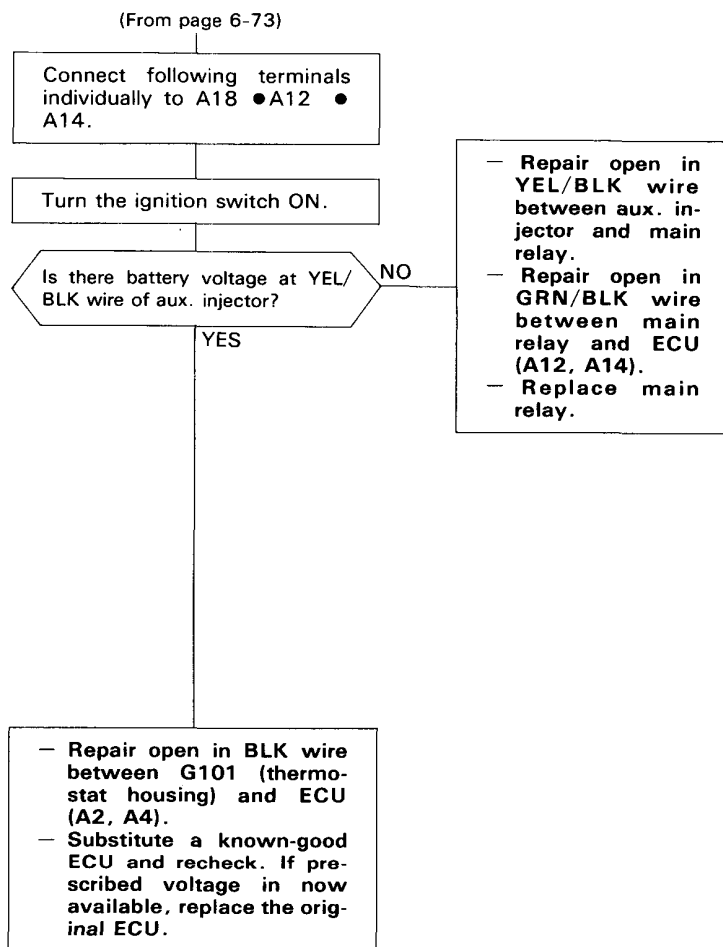 (From page 6-73)
Connect following terminals
individually to A18 ●A12 ●
A14.
Turn the ignition switch ON.
Is there battery voltage at YEL/
BLK wire of aux. injector?
NO
— Repair open in
YEL/BLK wire
between aux. in-
jector and main
relay.
— Repair open in
GRN/BLK wire
between main
relay and ECU
(A12, A14).
— Replace main
relay.
YES
— Repair open in BLK wire
between G101 (thermo-
stat housing) and ECU
(A2, A4).
— Substitute a known-good
ECU and recheck. If pre-
scribed voltage in now
available, replace the orig-
inal ECU.